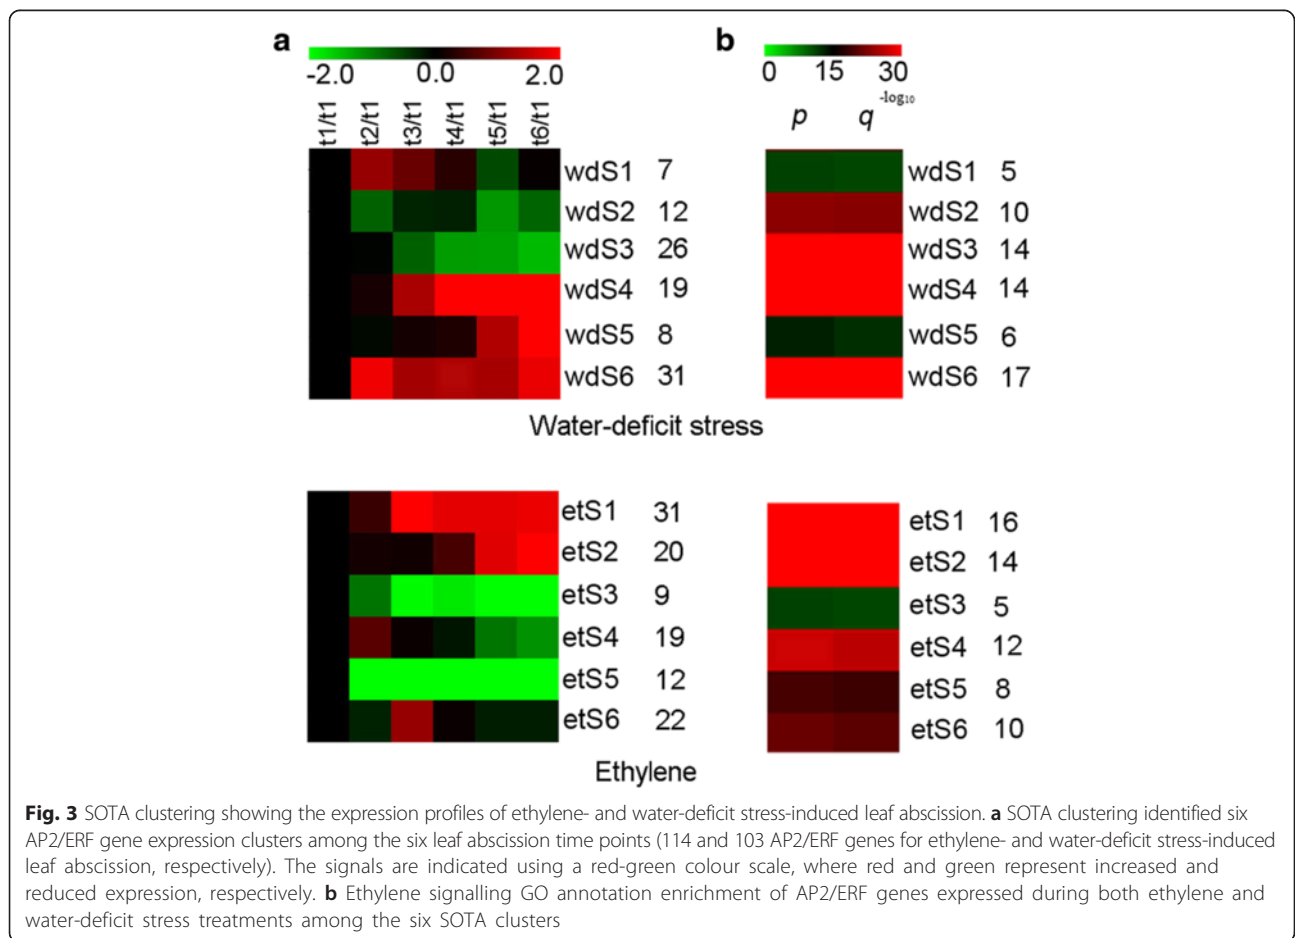 a
b
-2.0 0.0 2.0
0 15 30
-log10
t1/t1 t2/t1 t3/t1 t4/t1 t5/t1 t6/t1
p q
wdS1 7
wdS2 12
wdS3 26
wdS4 19
wdS5 8
wdS6 31
wdS1 5
wdS2 10
wdS3 14
wdS4 14
wdS5 6
wdS6 17
Water-deficit stress
etS1 31
etS2 20
etS3 9
etS4 19
etS5 12
etS6 22
etS1 16
etS2 14
etS3 5
etS4 12
etS5 8
etS6 10
Ethylene
Fig. 3 SOTA clustering showing the expression profiles of ethylene- and water-deficit stress-induced leaf abscission. a SOTA clustering identified six
AP2/ERF gene expression clusters among the six leaf abscission time points (114 and 103 AP2/ERF genes for ethylene- and water-deficit stress-induced
leaf abscission, respectively). The signals are indicated using a red-green colour scale, where red and green represent increased and
reduced expression, respectively. b Ethylene signalling GO annotation enrichment of AP2/ERF genes expressed during both ethylene and
water-deficit stress treatments among the six SOTA clusters